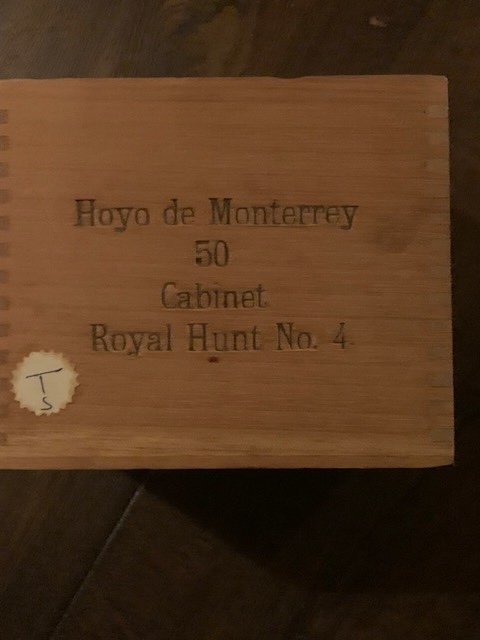 Hoyo de Monterrey
50
Cabinet
Royal Hunt No. 4
T
S